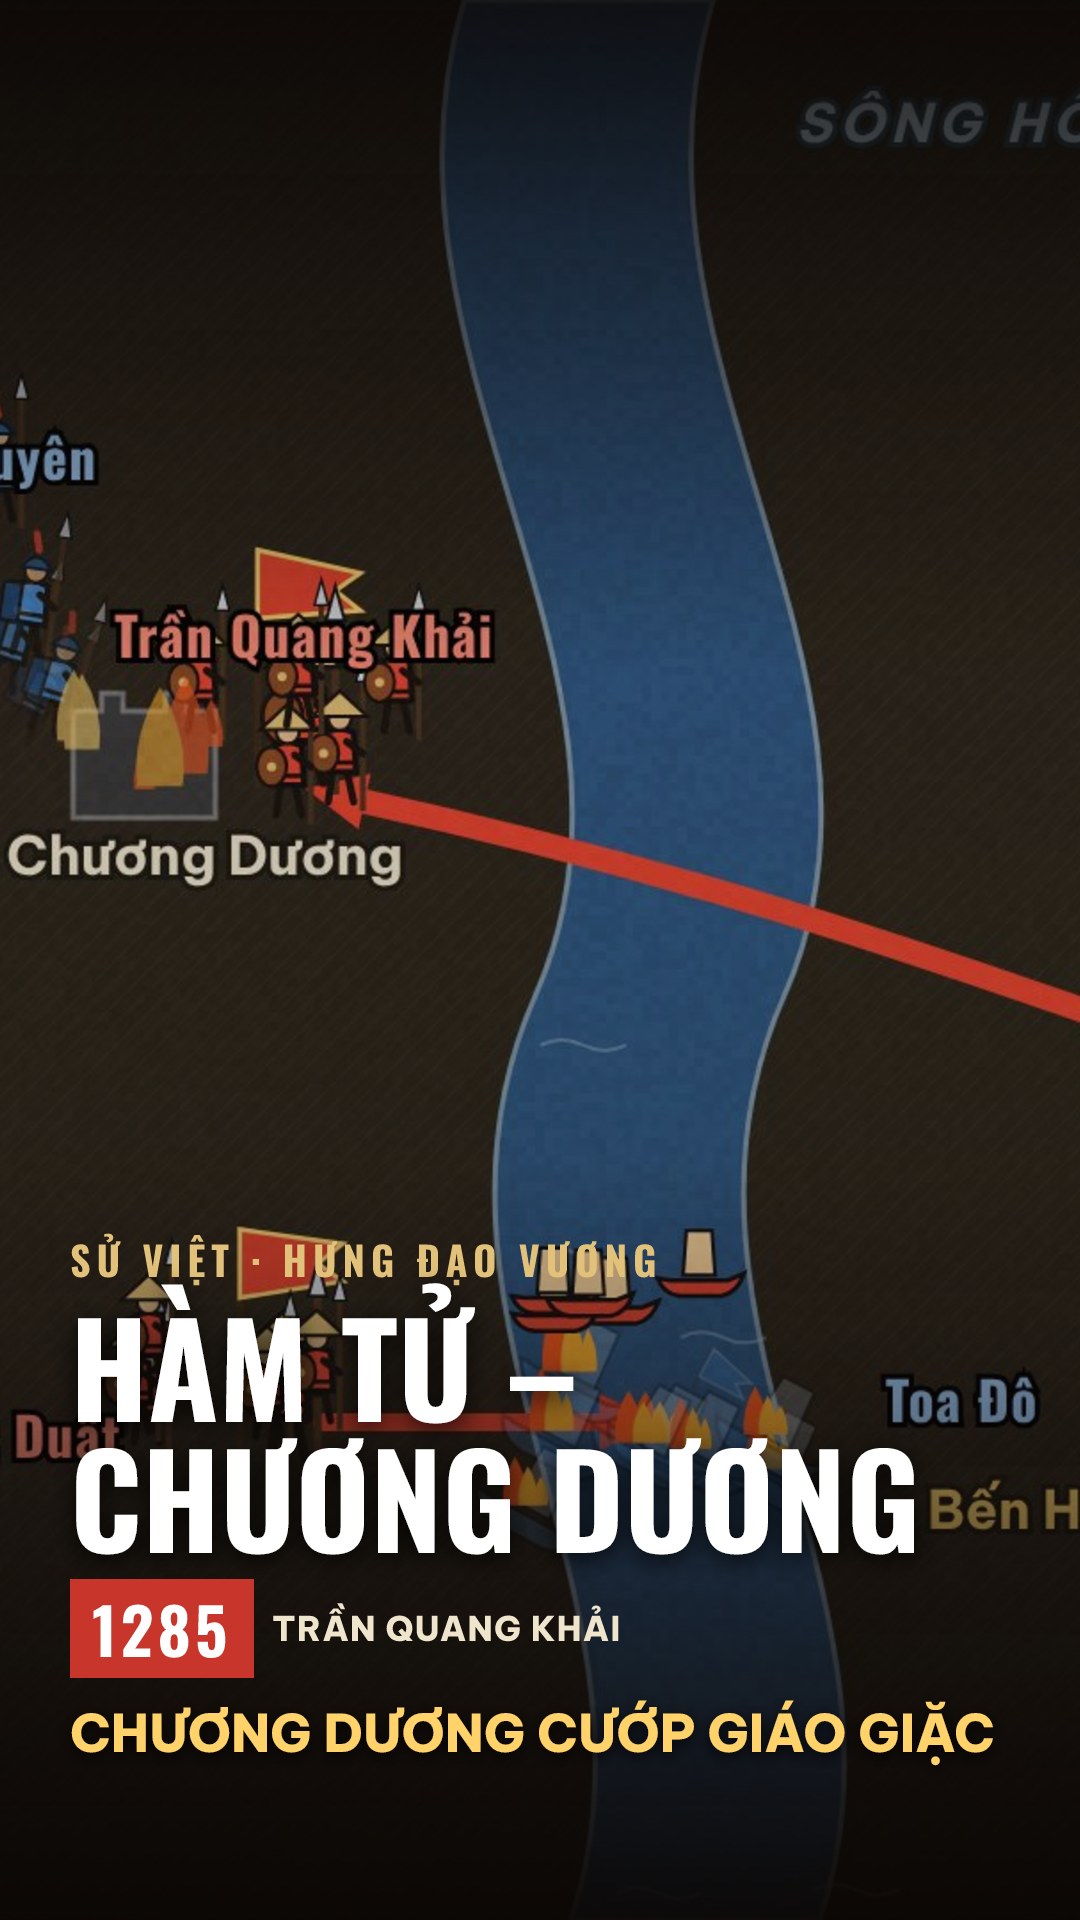 SÔNG HỒ
uyên
Trần Quang Khải
Chương Dương
SỬ VIỆT · HƯNG ĐẠO VƯƠNG
HÀM TỬ –
CHƯƠNG DƯƠNG
Duật
Toa Đô
Bến H
1285
TRẦN QUANG KHẢI
CHƯƠNG DƯƠNG CƯỚP GIÁO GIẶC